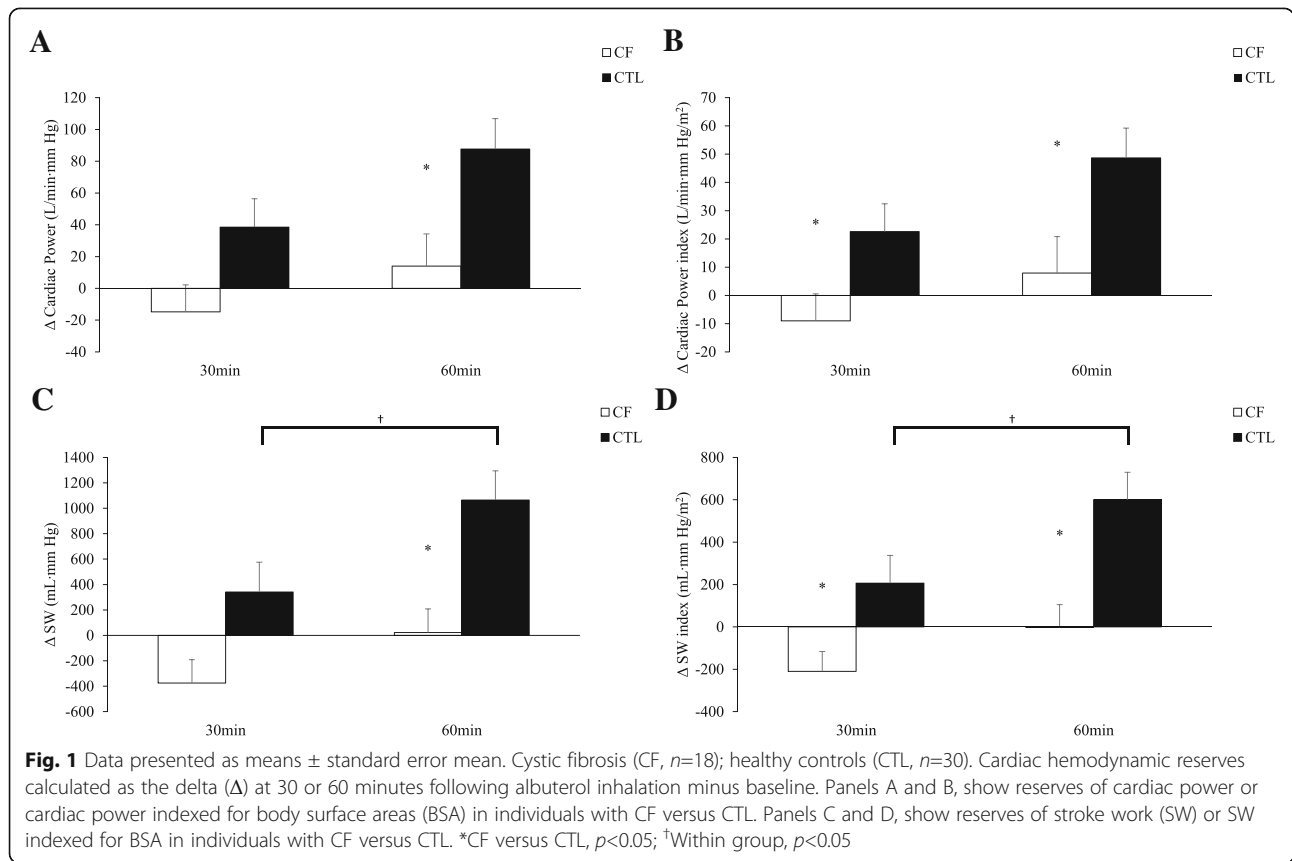 A
CF
CTL
Δ Cardiac Power (L/min·mm Hg)
120
100
80
60
40
20
0
-20
-40
*
30min
60min
B
CF
CTL
Δ Cardiac Power index (L/min·mm Hg/m²)
70
60
50
40
30
20
10
0
-10
-20
*
*
30min
60min
C
CF
CTL
†
Δ SW (mL·mm Hg)
1400
1200
1000
800
600
400
200
0
-200
-400
-600
*
30min
60min
D
CF
CTL
†
Δ SW index (mL·mm Hg/m²)
800
600
400
200
0
-200
-400
*
*
30min
60min
Fig. 1 Data presented as means ± standard error mean. Cystic fibrosis (CF, n=18); healthy controls (CTL, n=30). Cardiac hemodynamic reserves
calculated as the delta (Δ) at 30 or 60 minutes following albuterol inhalation minus baseline. Panels A and B, show reserves of cardiac power or
cardiac power indexed for body surface areas (BSA) in individuals with CF versus CTL. Panels C and D, show reserves of stroke work (SW) or SW
indexed for BSA in individuals with CF versus CTL. *CF versus CTL, p<0.05; †Within group, p<0.05